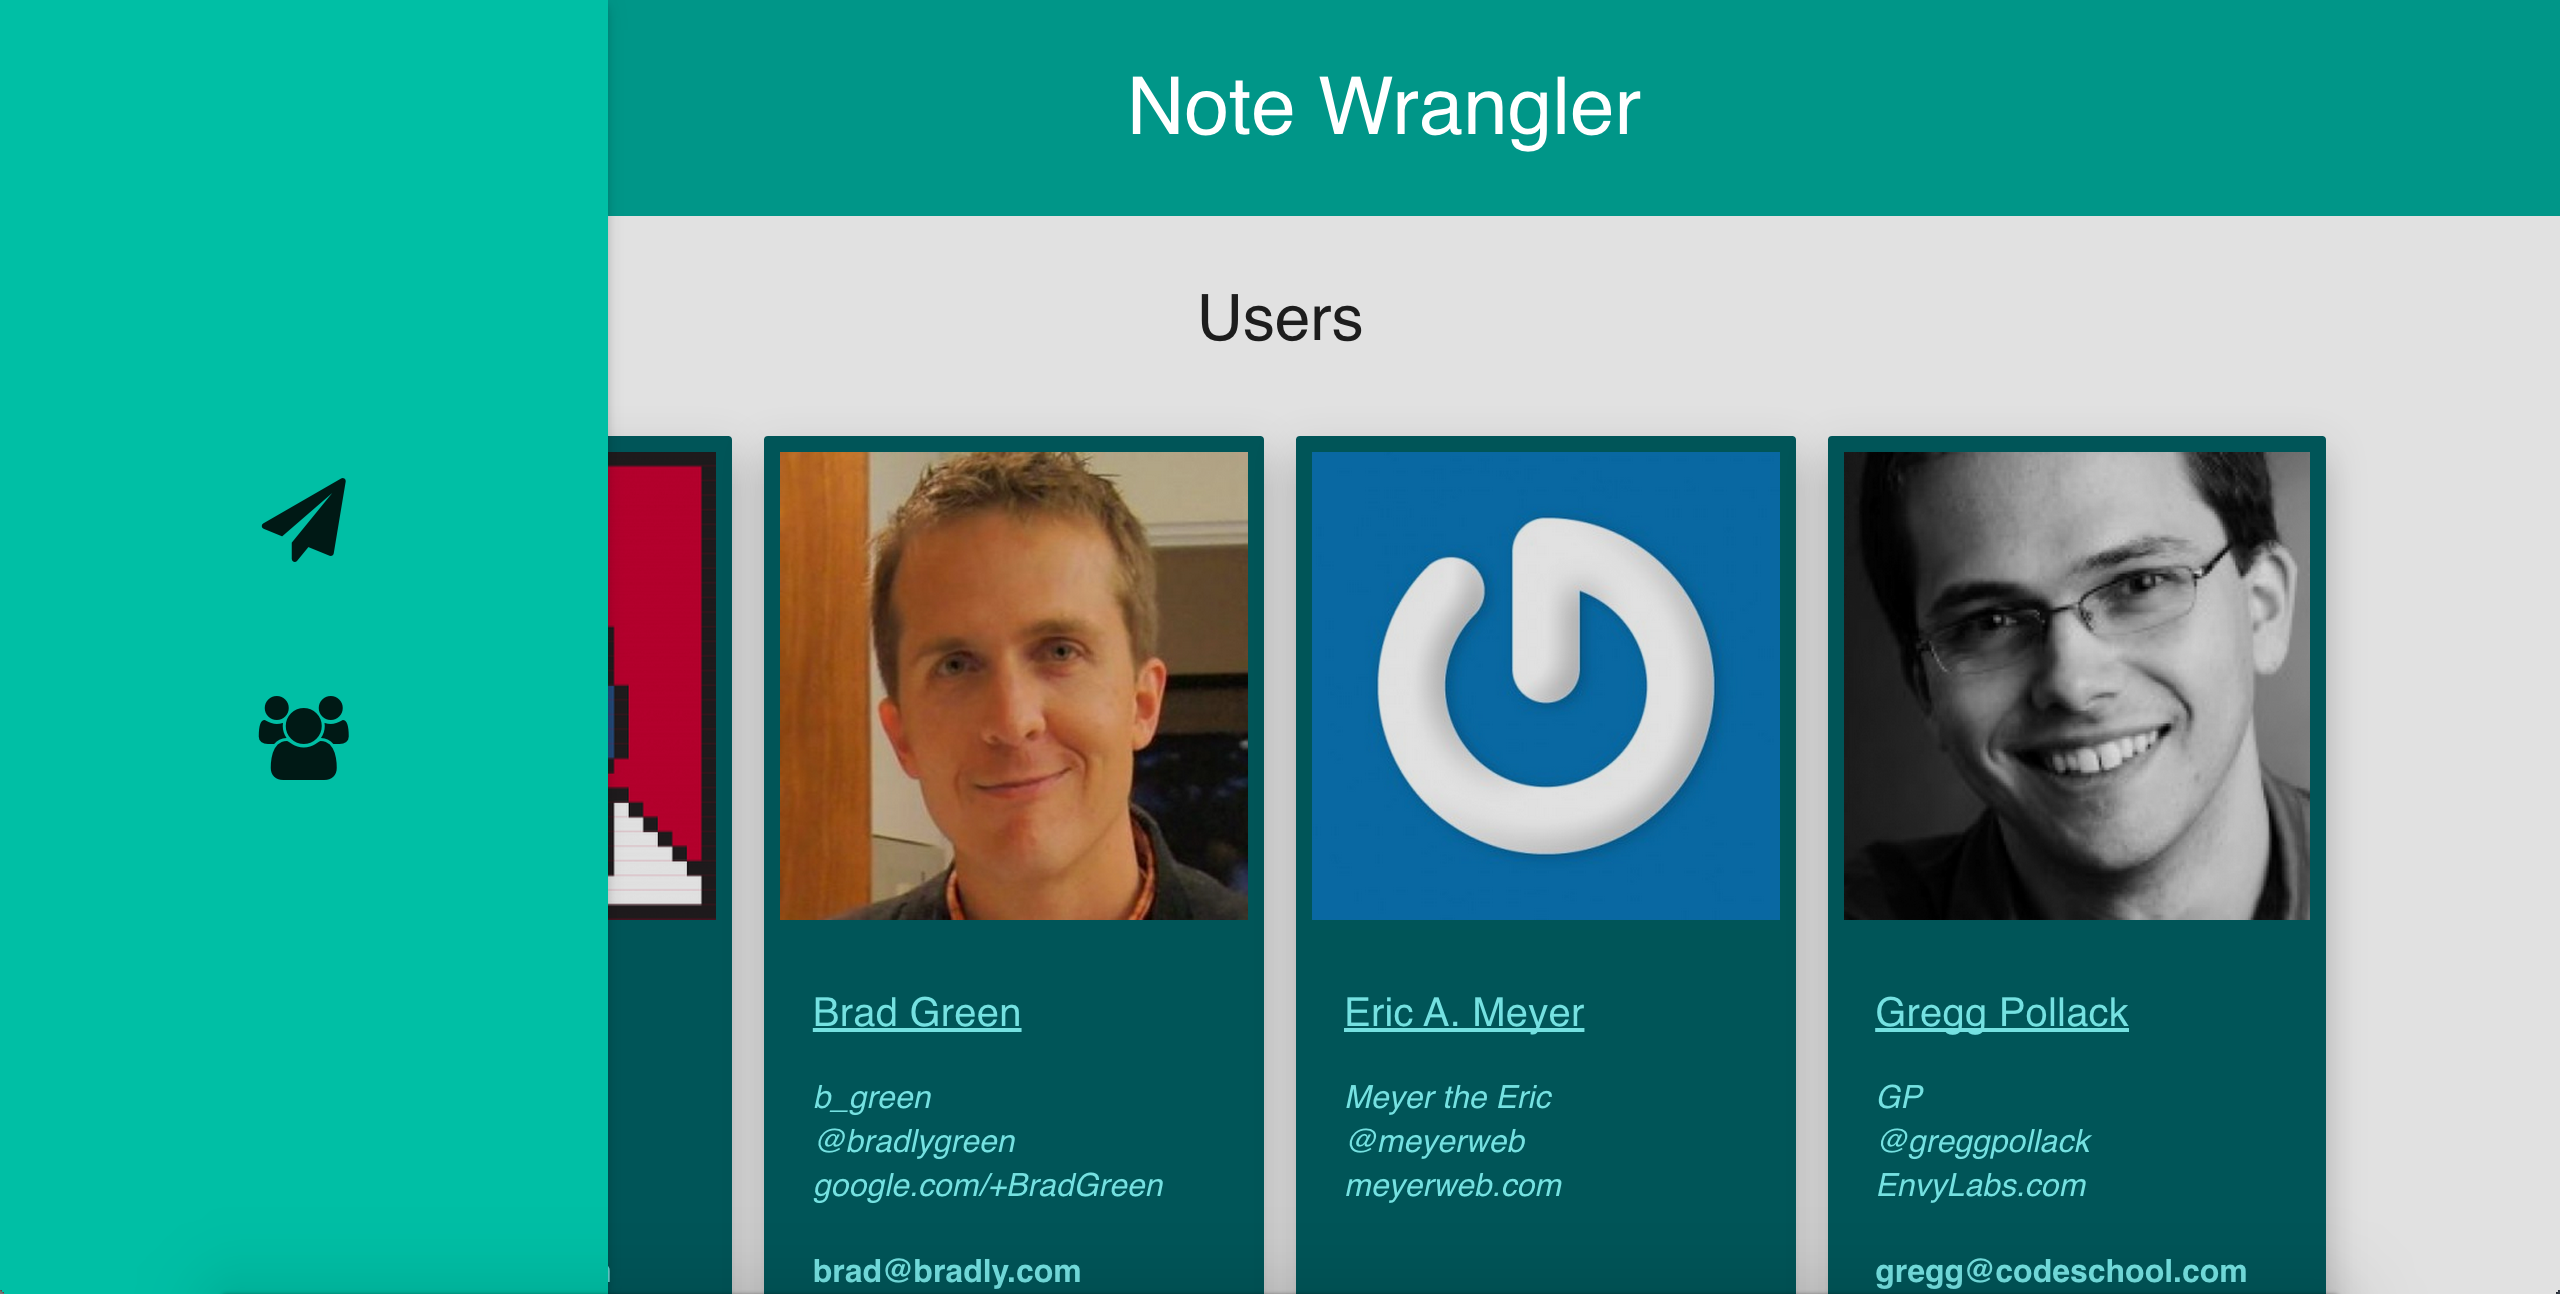 Note Wrangler
Users
Brad Green
b_green
@bradlygreen
google.com/+BradGreen
brad@bradly.com
Eric A. Meyer
Meyer the Eric
@meyerweb
meyerweb.com
Gregg Pollack
GP
@greggpollack
EnvyLabs.com
gregg@codeschool.com